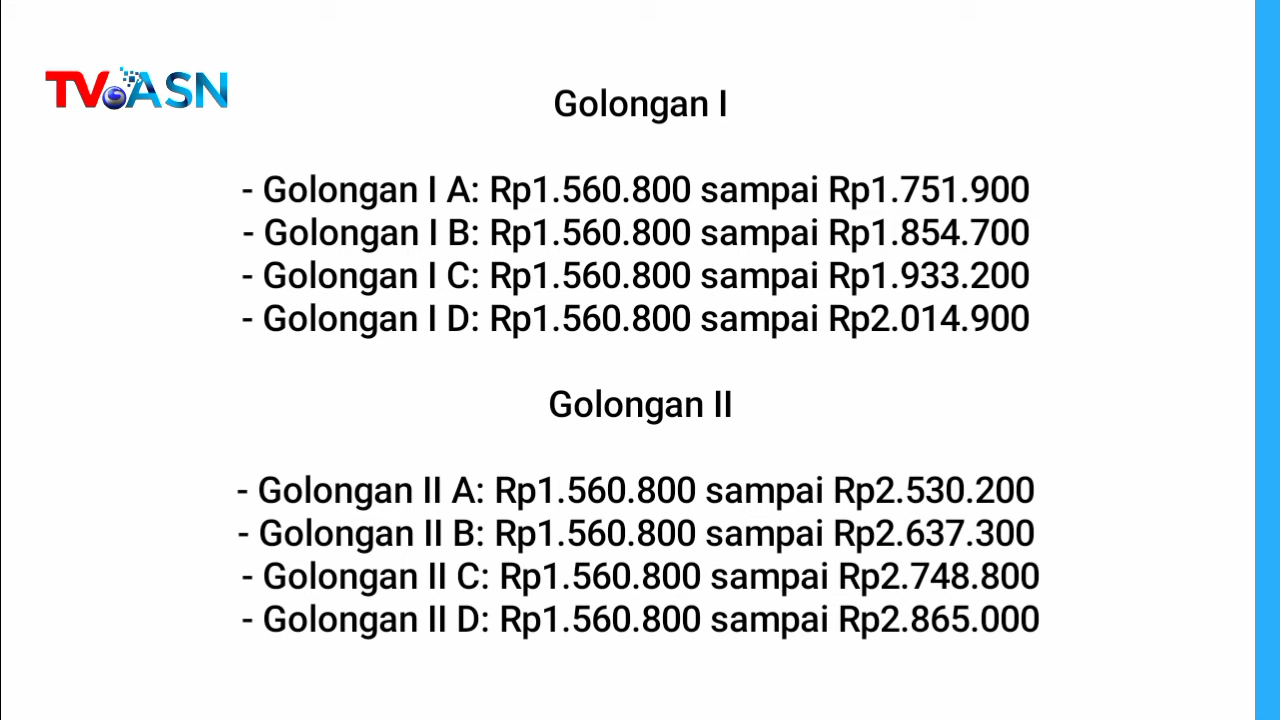 TV ASN
Golongan I
- Golongan I A: Rp1.560.800 sampai Rp1.751.900
- Golongan I B: Rp1.560.800 sampai Rp1.854.700
- Golongan I C: Rp1.560.800 sampai Rp1.933.200
- Golongan I D: Rp1.560.800 sampai Rp2.014.900
Golongan II
- Golongan II A: Rp1.560.800 sampai Rp2.530.200
- Golongan II B: Rp1.560.800 sampai Rp2.637.300
- Golongan II C: Rp1.560.800 sampai Rp2.748.800
- Golongan II D: Rp1.560.800 sampai Rp2.865.000